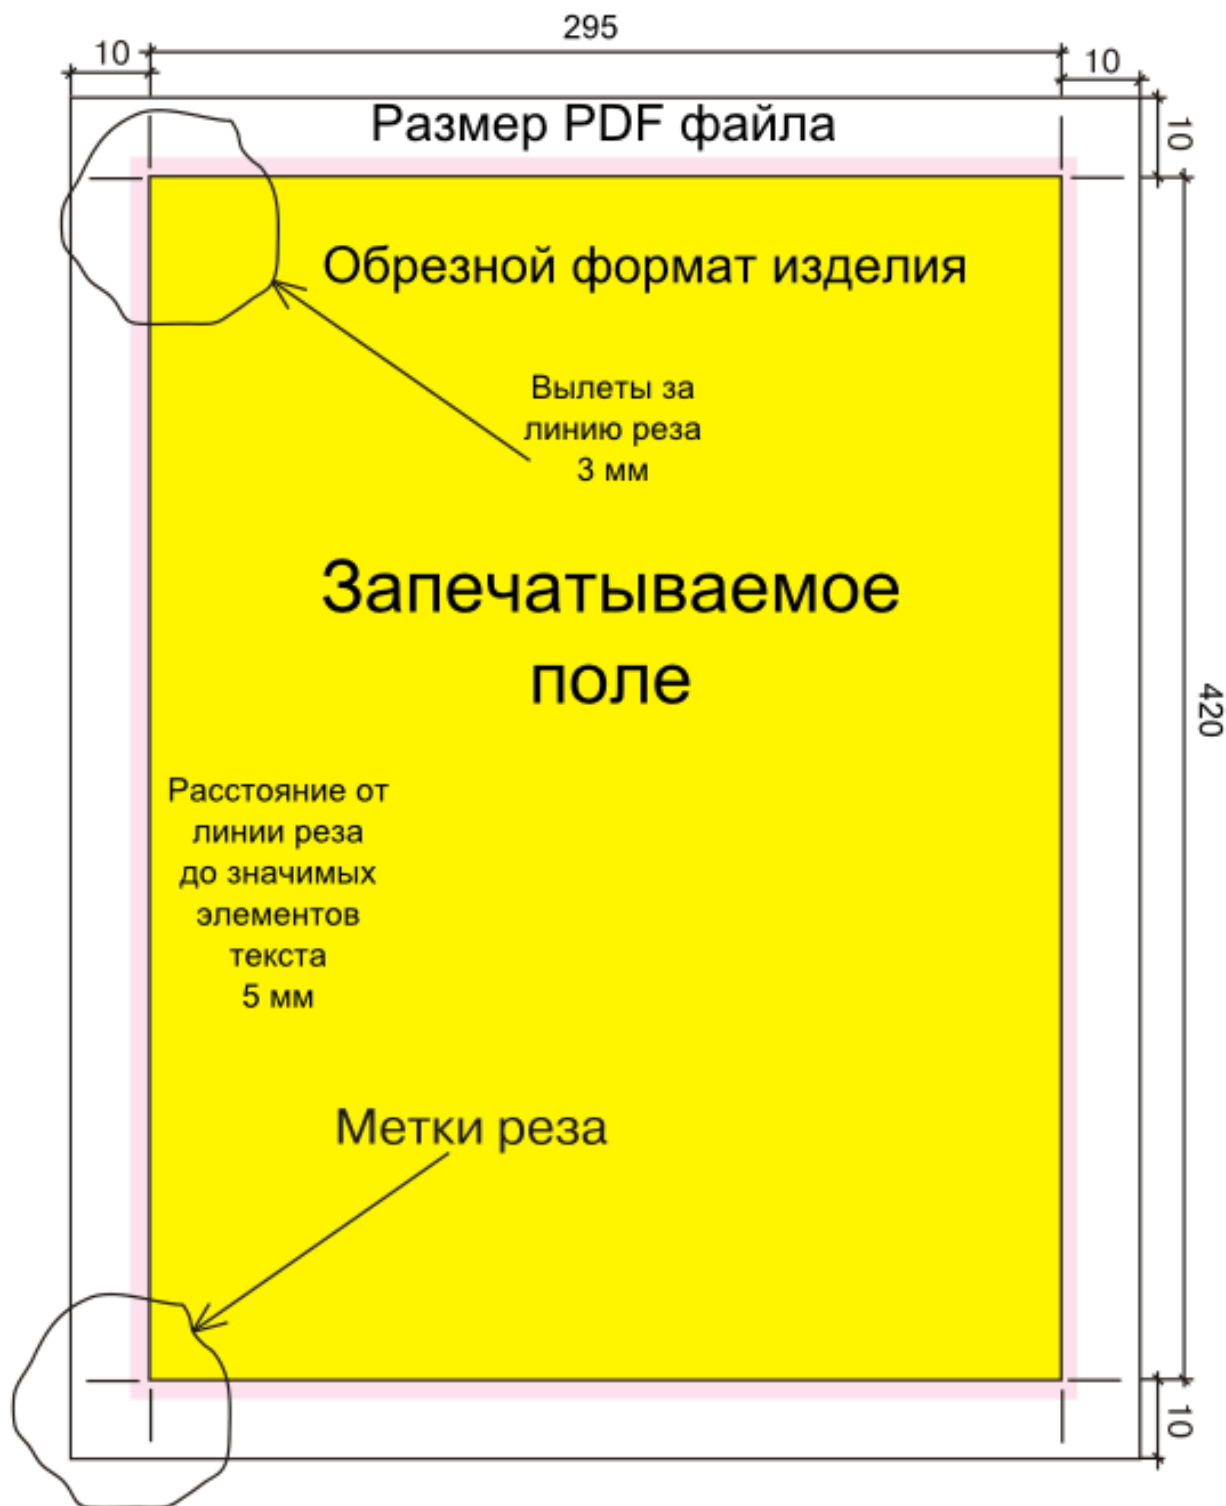 295
10
10
Размер PDF файла
10
Обрезной формат изделия
Вылеты за
линию реза
3 мм
Запечатываемое
поле
420
Расстояние от
линии реза
до значимых
элементов
текста
5 мм
Метки реза
10